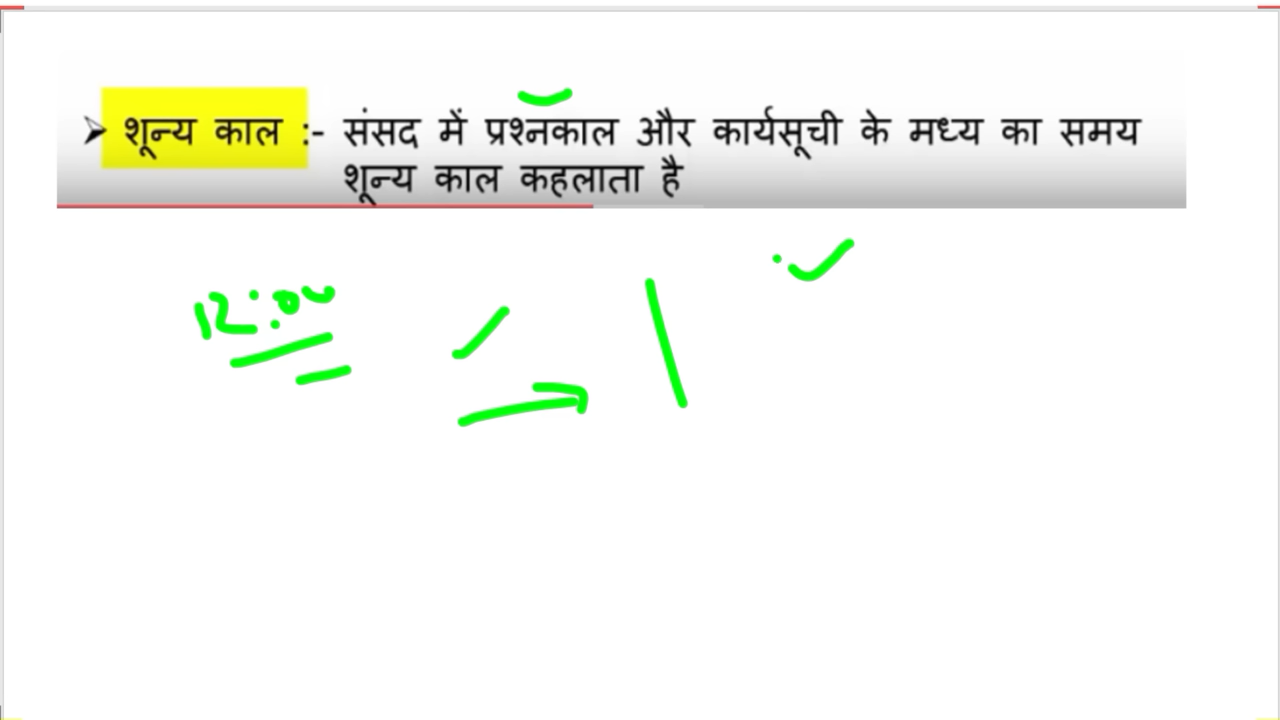 ➤ शून्य काल :- संसद में प्रश्नकाल और कार्यसूची के मध्य का समय
शून्य काल कहलाता है
12:00